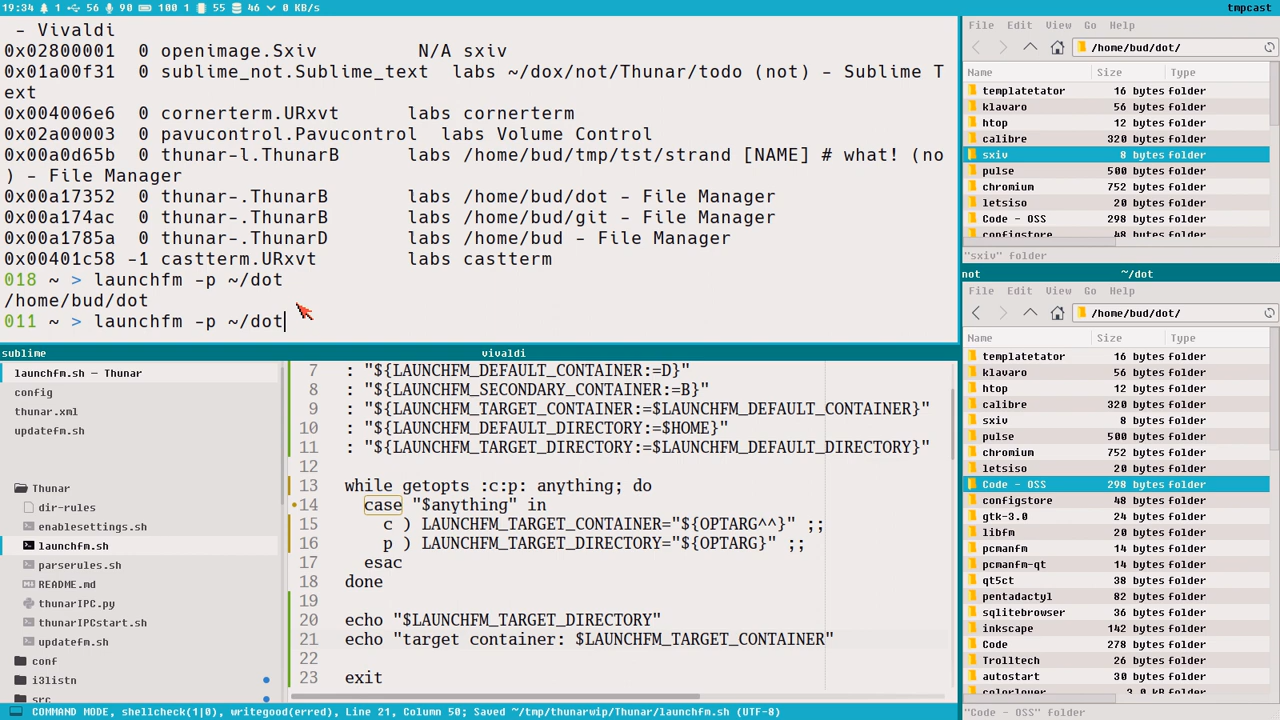 19:34 1 56 90 100 1 55 46 0 KB/s
tmpcast
- Vivaldi
0x02800001  0 openimage.Sxiv           N/A sxiv
0x01a00f31  0 sublime_not.Sublime_text  labs ~/dox/not/Thunar/todo (not) - Sublime T
ext
0x004006e6  0 cornerterm.URxvt         labs cornerterm
0x02a00003  0 pavucontrol.Pavucontrol  labs Volume Control
0x00a0d65b  0 thunar-l.ThunarB         labs /home/bud/tmp/tst/strand [NAME] # what! (no
) - File Manager
0x00a17352  0 thunar-.ThunarB          labs /home/bud/dot - File Manager
0x00a174ac  0 thunar-.ThunarB          labs /home/bud/git - File Manager
0x00a1785a  0 thunar-.ThunarD          labs /home/bud - File Manager
0x00401c58 -1 castterm.URxvt           labs castterm
018 ~ > launchfm -p ~/dot
/home/bud/dot
011 ~ > launchfm -p ~/dot
sublime
vivaldi
launchfm.sh — Thunar
config
thunar.xml
updatefm.sh
Thunar
dir-rules
enablesettings.sh
launchfm.sh
parserules.sh
README.md
thunarIPC.py
thunarIPCstart.sh
updatefm.sh
conf
i3listn
src
7 : "${LAUNCHFM_DEFAULT_CONTAINER:=D}"
8 : "${LAUNCHFM_SECONDARY_CONTAINER:=B}"
9 : "${LAUNCHFM_TARGET_CONTAINER:=$LAUNCHFM_DEFAULT_CONTAINER}"
10 : "${LAUNCHFM_DEFAULT_DIRECTORY:=$HOME}"
11 : "${LAUNCHFM_TARGET_DIRECTORY:=$LAUNCHFM_DEFAULT_DIRECTORY}"
12
13 while getopts :c:p: anything; do
14   case "$anything" in
15     c ) LAUNCHFM_TARGET_CONTAINER="${OPTARG^^}" ;;
16     p ) LAUNCHFM_TARGET_DIRECTORY="${OPTARG}" ;;
17   esac
18 done
19
20 echo "$LAUNCHFM_TARGET_DIRECTORY"
21 echo "target container: $LAUNCHFM_TARGET_CONTAINER"
22
23 exit
COMMAND MODE, shellcheck(1|0), writegood(erred), Line 21, Column 50; Saved ~/tmp/thunarwip/Thunar/launchfm.sh (UTF-8)
File Edit View Go Help
/home/bud/dot/
Name Size Type
templatetator 16 bytes folder
klavaro 56 bytes folder
htop 12 bytes folder
calibre 320 bytes folder
sxiv 8 bytes folder
pulse 500 bytes folder
chromium 752 bytes folder
letsiso 20 bytes folder
Code - OSS 298 bytes folder
configstore 48 bytes folder
"sxiv" folder
not ~/dot
File Edit View Go Help
/home/bud/dot/
Name Size Type
templatetator 16 bytes folder
klavaro 56 bytes folder
htop 12 bytes folder
calibre 320 bytes folder
sxiv 8 bytes folder
pulse 500 bytes folder
chromium 752 bytes folder
letsiso 20 bytes folder
Code - OSS 298 bytes folder
configstore 48 bytes folder
gtk-3.0 24 bytes folder
libfm 20 bytes folder
pcmanfm 14 bytes folder
pcmanfm-qt 14 bytes folder
qt5ct 38 bytes folder
pentadactyl 22 bytes folder
sqlitebrowser 36 bytes folder
inkscape 142 bytes folder
Code 278 bytes folder
Trolltech 26 bytes folder
autostart 30 bytes folder
colorlover 3.0 kB folder
"Code - OSS" folder